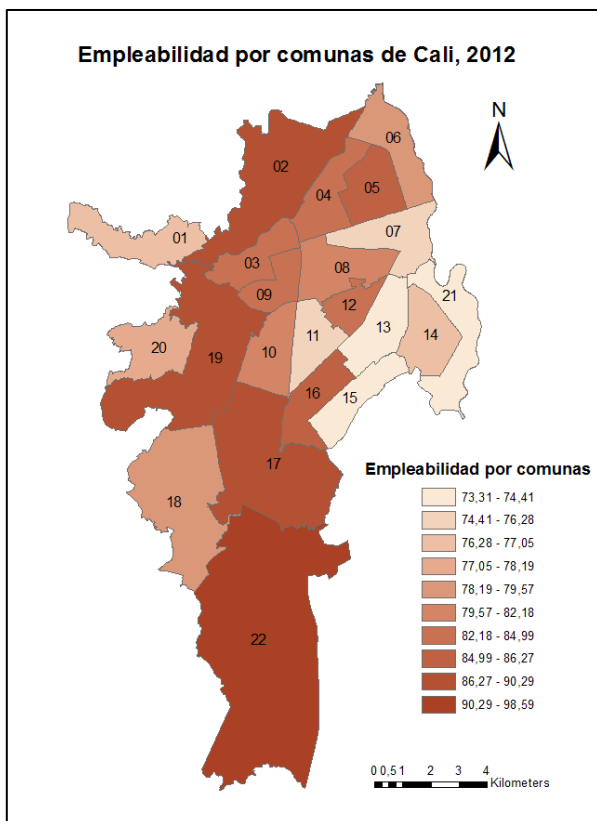 Empleabilidad por comunas de Cali, 2012
N
06
02
04
05
07
01
03
08
09
21
12
13
11
14
20
19
10
16
15
17
18
22
Empleabilidad por comunas
73,31 - 74,41
74,41 - 76,28
76,28 - 77,05
77,05 - 78,19
78,19 - 79,57
79,57 - 82,18
82,18 - 84,99
84,99 - 86,27
86,27 - 90,29
90,29 - 98,59
0 0,5 1 2 3 4
Kilometers